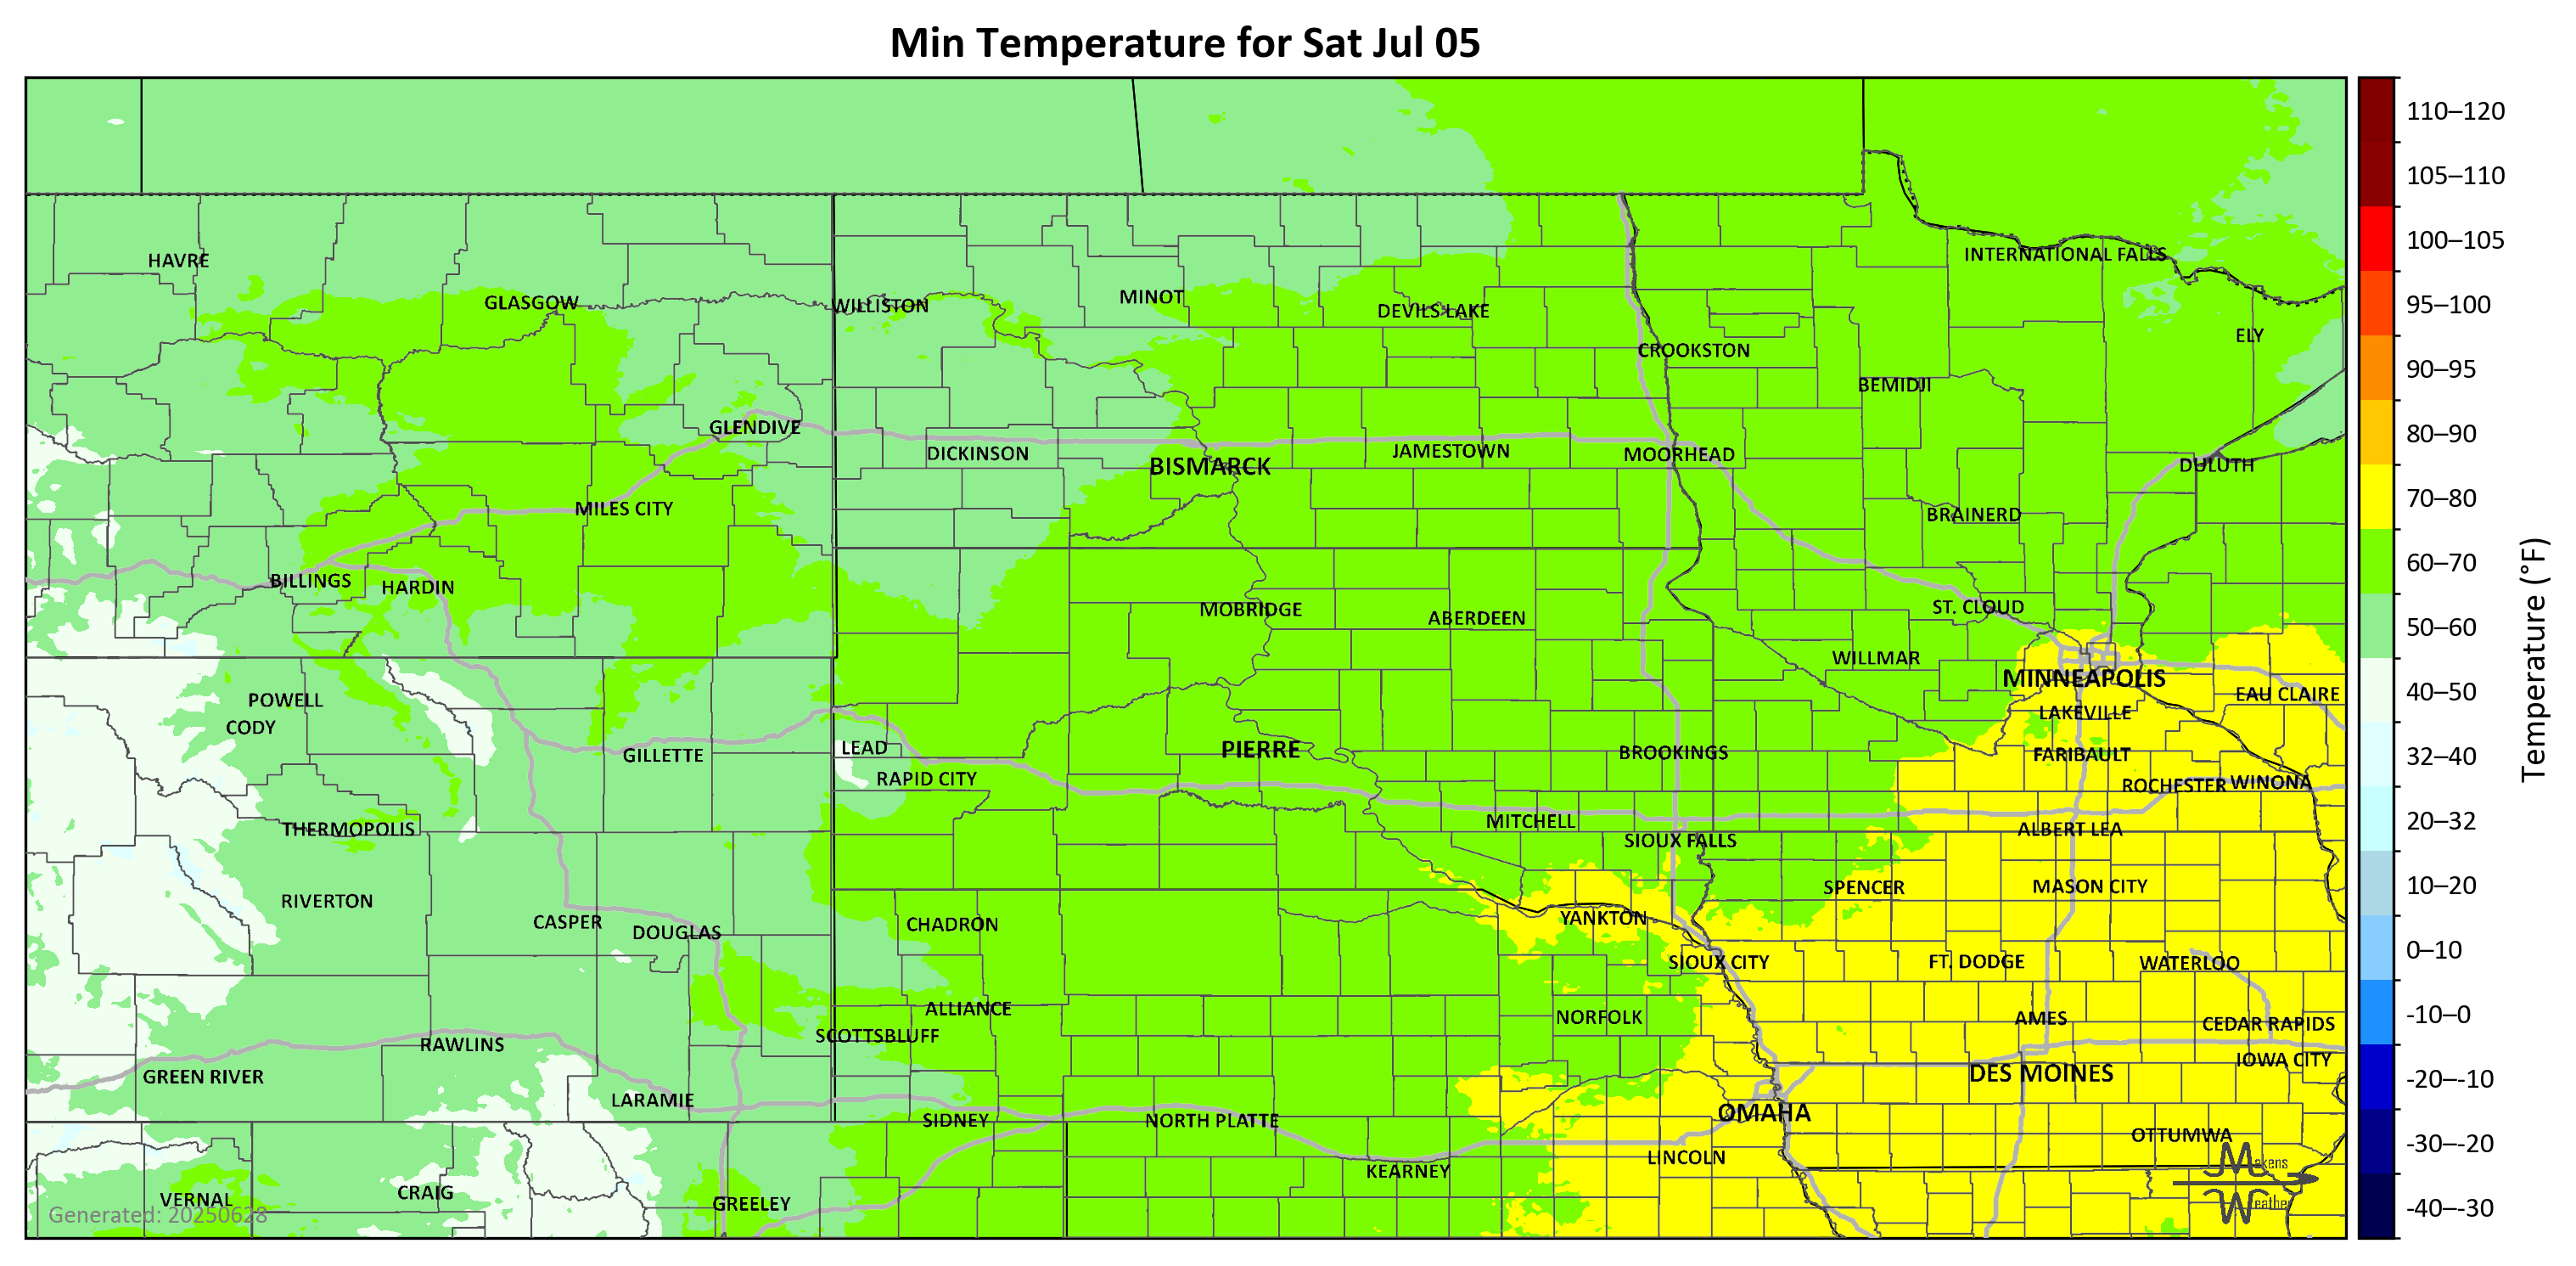 Min Temperature for Sat Jul 05
110–120
105–110
100–105
95–100
90–95
80–90
70–80
60–70
50–60
40–50
32–40
20–32
10–20
0–10
-10–0
-20–-10
-30–-20
-40–-30
Temperature (°F)
HAVRE
INTERNATIONAL FALLS
GLASGOW
WILLISTON
MINOT
DEVILS LAKE
ELY
CROOKSTON
BEMIDJI
GLENDIVE
DICKINSON
BISMARCK
JAMESTOWN
MOORHEAD
DULUTH
MILES CITY
BRAINERD
BILLINGS
HARDIN
MOBRIDGE
ABERDEEN
ST. CLOUD
WILLMAR
MINNEAPOLIS
EAU CLAIRE
POWELL
CODY
LAKEVILLE
GILLETTE
LEAD
PIERRE
BROOKINGS
FARIBAULT
RAPID CITY
ROCHESTER
WINONA
THERMOPOLIS
MITCHELL
SIOUX FALLS
ALBERT LEA
RIVERTON
SPENCER
MASON CITY
CASPER
DOUGLAS
CHADRON
YANKTON
SIOUX CITY
FT. DODGE
WATERLOO
ALLIANCE
NORFOLK
AMES
CEDAR RAPIDS
SCOTTSBLUFF
RAWLINS
IOWA CITY
GREEN RIVER
DES MOINES
LARAMIE
SIDNEY
NORTH PLATTE
OMAHA
OTTUMWA
LINCOLN
KEARNEY
VERNAL
CRAIG
GREELEY
Makens
Weather
Generated: 20250628